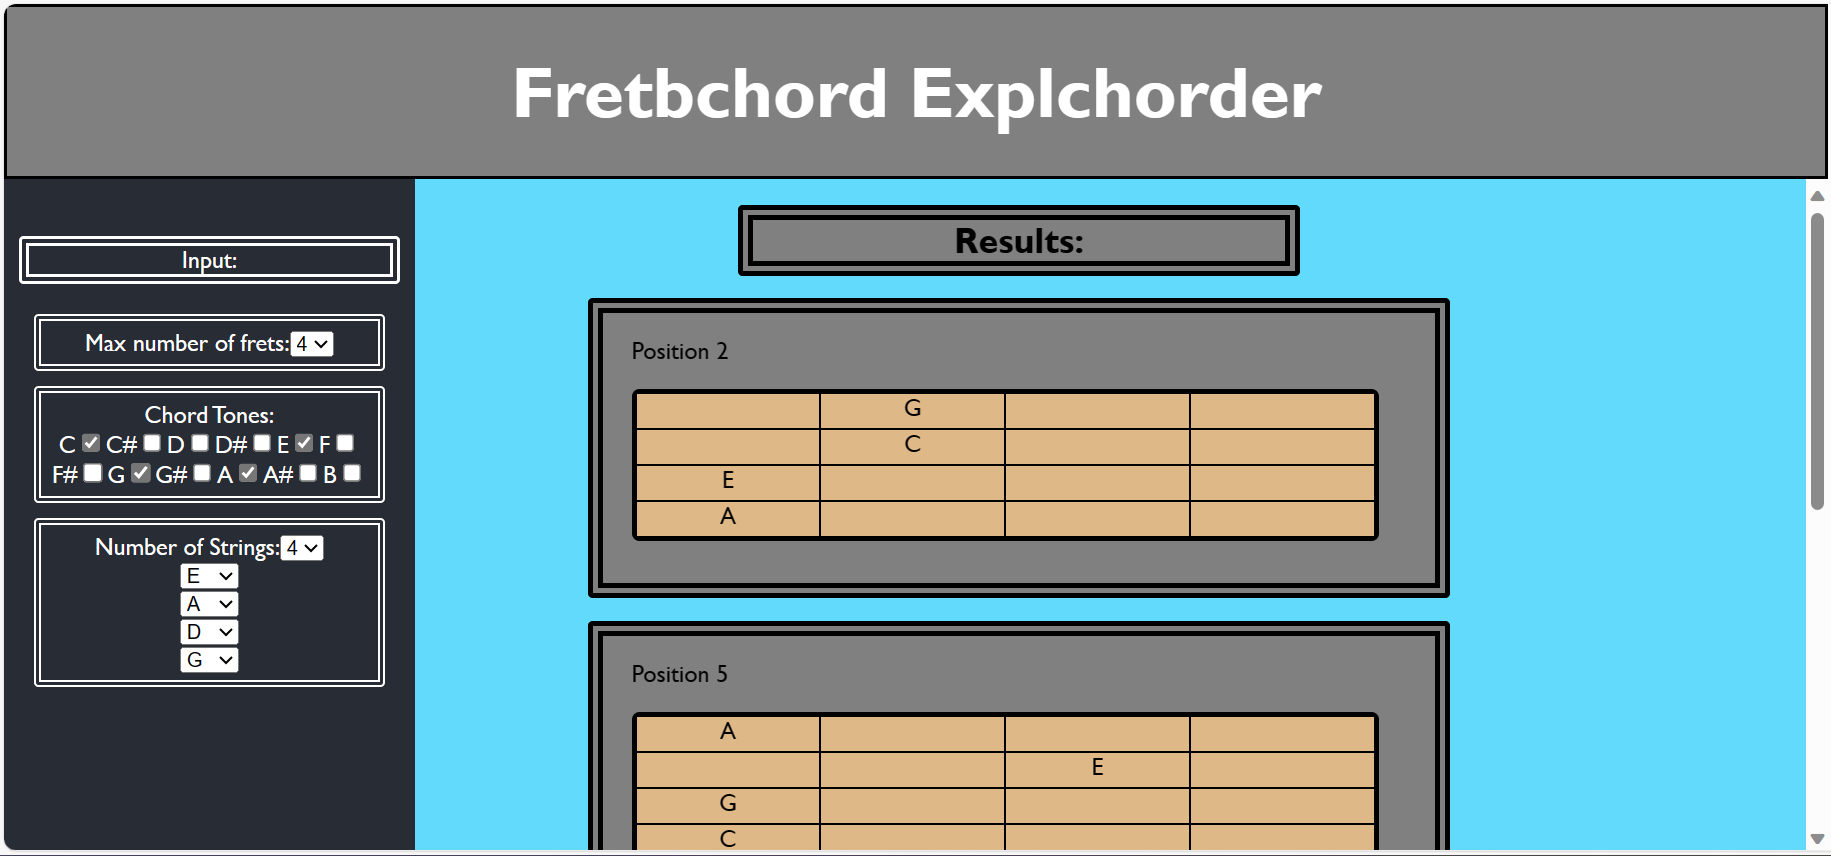 Fretbchord Explchorder
Input:
Max number of frets: 4
Chord Tones:
C C# D D# E F
F# G G# A A# B
Number of Strings: 4
E
A
D
G
Results:
Position 2
G
C
E
A
Position 5
A
E
G
C